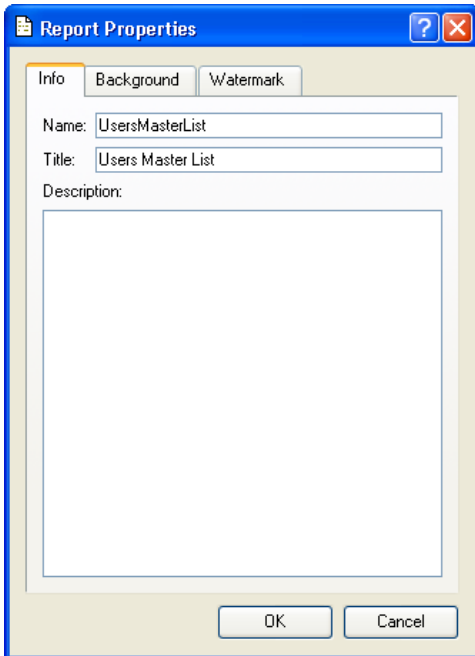 Report Properties
Info Background Watermark
Name: UsersMasterList
Title: Users Master List
Description:
OK Cancel